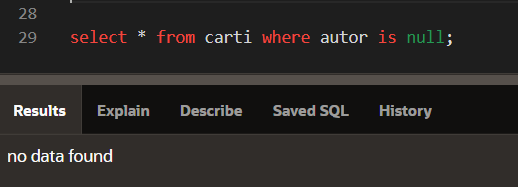 28
29 select * from carti where autor is null;
Results Explain Describe Saved SQL History
no data found